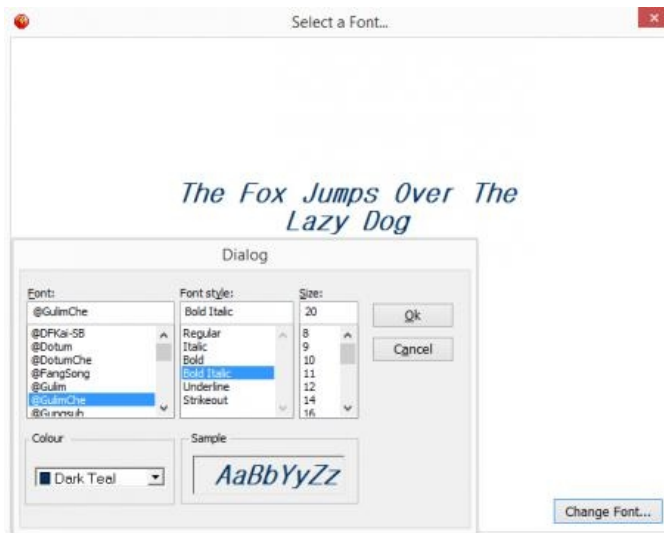 Select a Font...
The Fox Jumps Over The
Lazy Dog
Dialog
Font:
@GulimChe
@DFKai-SB
@Dotum
@DotumChe
@FangSong
@Gulim
@GulimChe
@Gungsuh
Font style:
Bold Italic
Regular
Italic
Bold
Bold Italic
Underline
Strikeout
Size:
20
8
9
10
11
12
14
16
Ok
Cancel
Colour
Dark Teal
Sample
AaBbYyZz
Change Font...